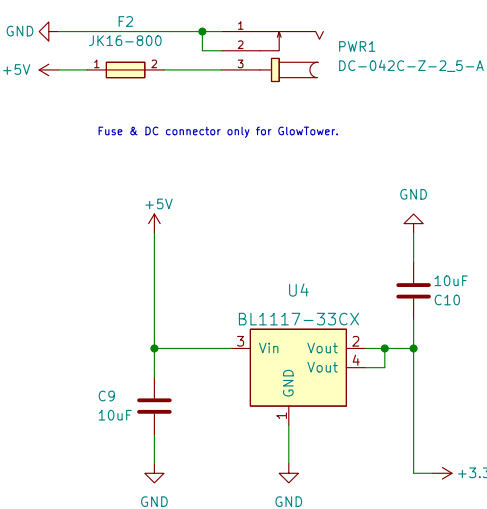 F2
GND
JK16-800
1
2
PWR1
DC-042C-Z-2_5-A
+5V
1
2
3
Fuse & DC connector only for GlowTower.
GND
+5V
10uF
C10
U4
BL1117-33CX
3
Vin
Vout
2
Vout
4
GND
1
C9
10uF
+3.3
GND
GND